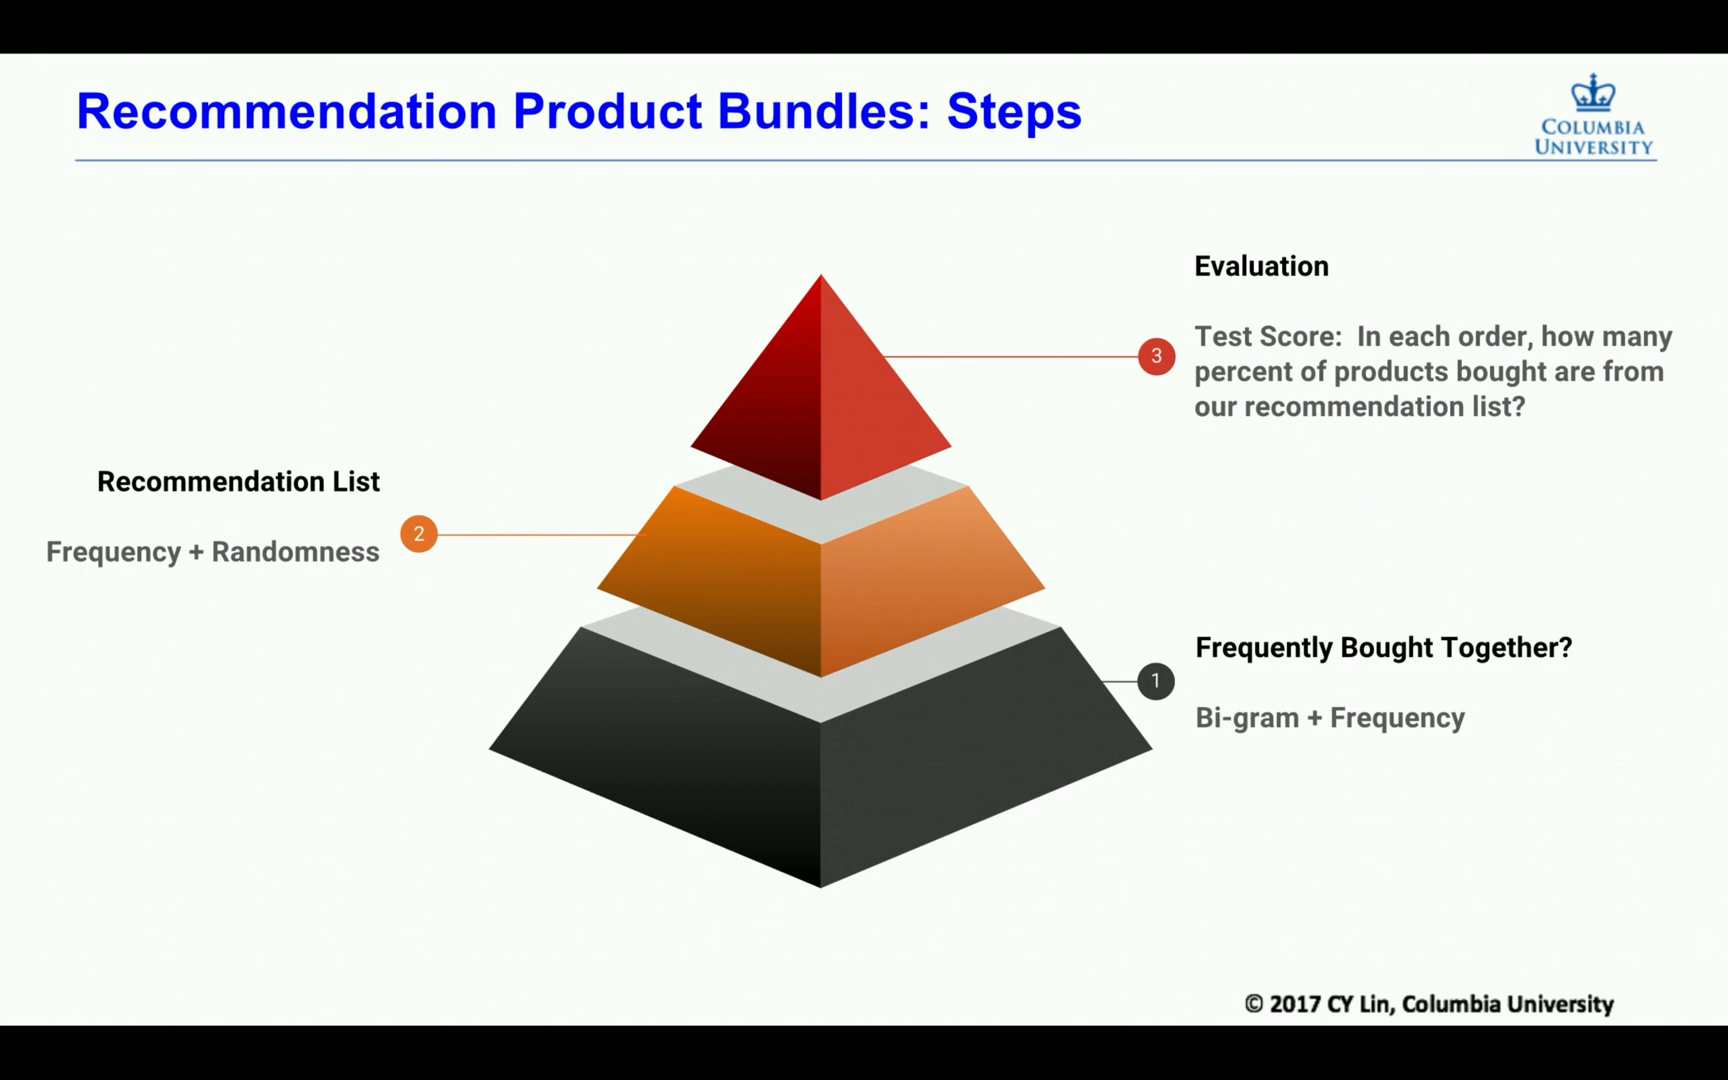 Recommendation Product Bundles: Steps
COLUMBIA
UNIVERSITY
Evaluation
3
Test Score: In each order, how many
percent of products bought are from
our recommendation list?
Recommendation List
2
Frequency + Randomness
Frequently Bought Together?
1
Bi-gram + Frequency
© 2017 CY Lin, Columbia University